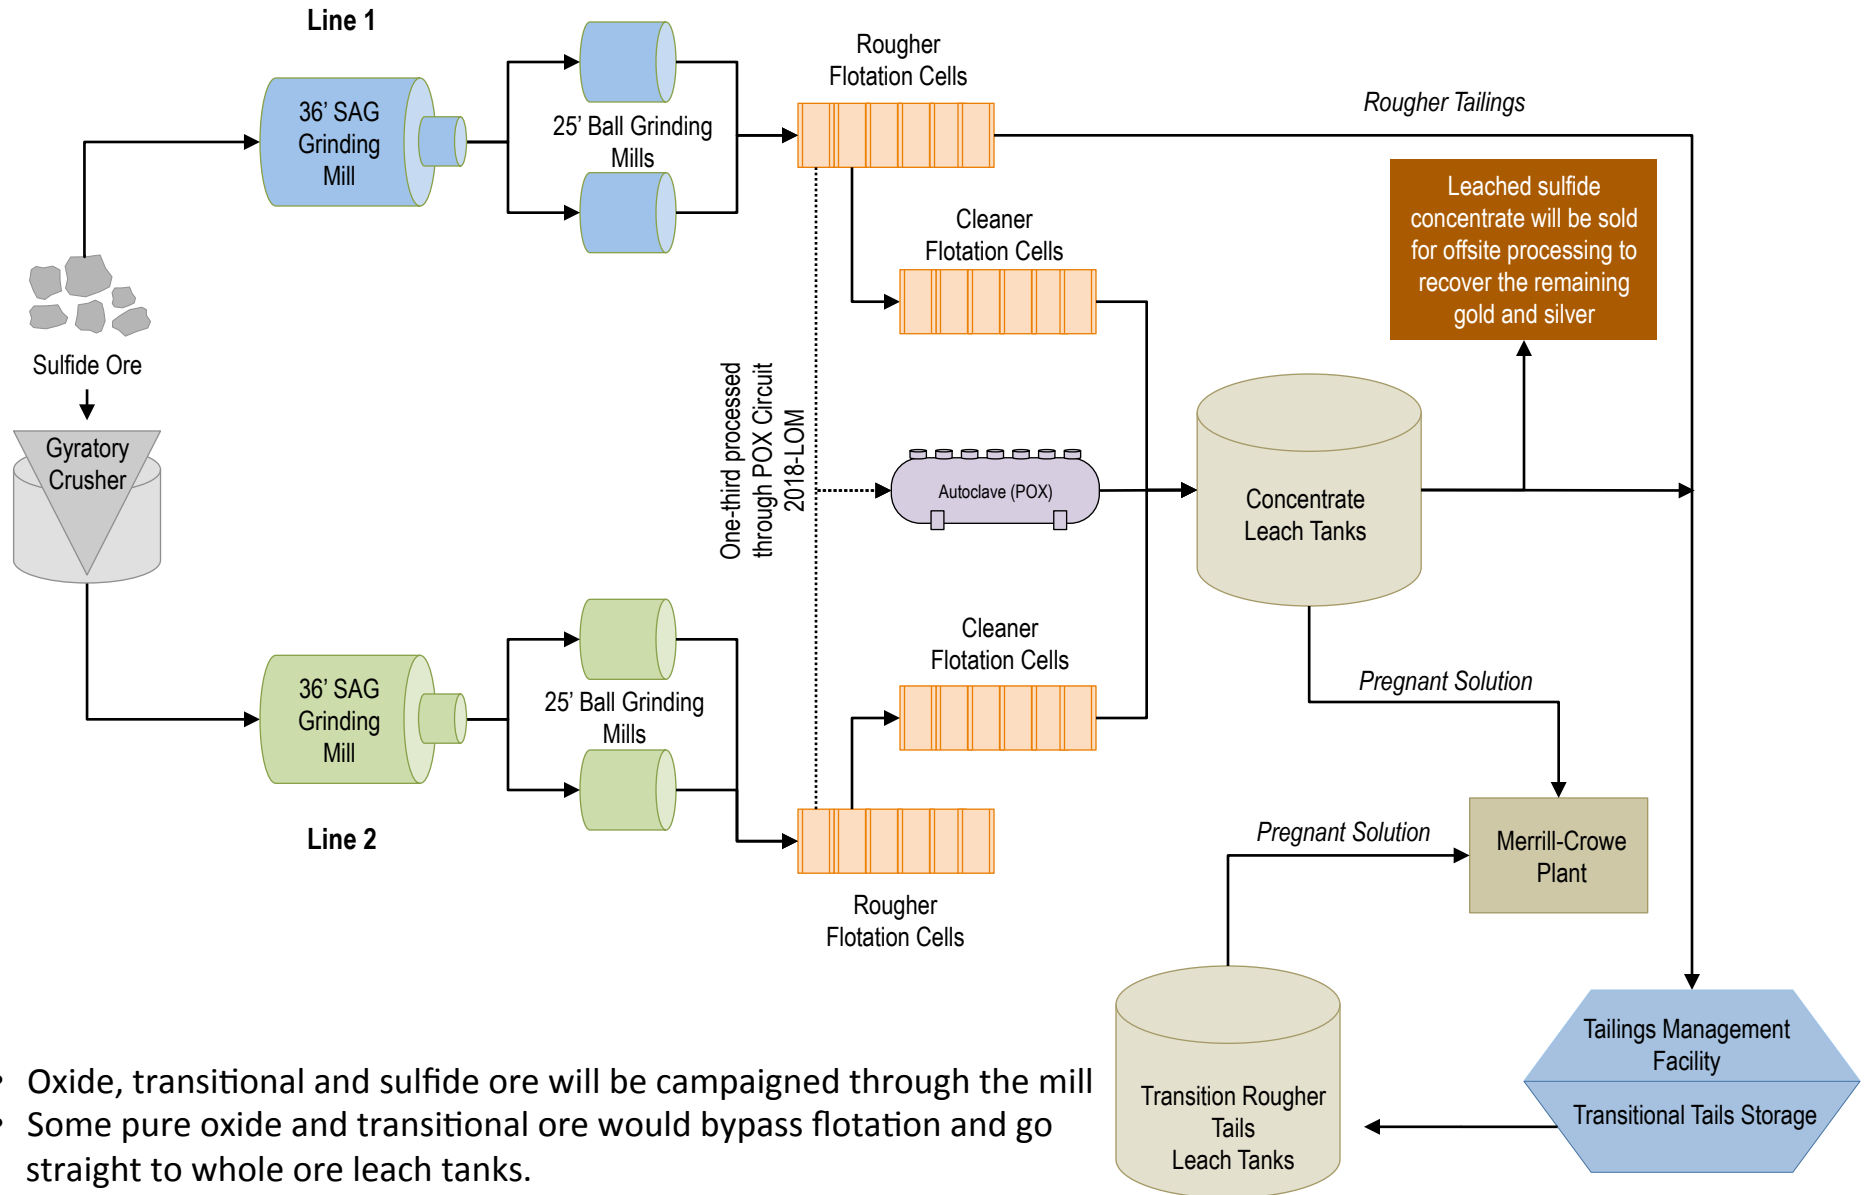 Line 1
36’ SAG
Grinding
Mill
25’ Ball Grinding
Mills
Rougher
Flotation Cells
Rougher Tailings
Leached sulfide
concentrate will be sold
for offsite processing to
recover the remaining
gold and silver
Cleaner
Flotation Cells
Sulfide Ore
Gyratory
Crusher
One-third processed
through POX Circuit
2018-LOM
Autoclave (POX)
Concentrate
Leach Tanks
Cleaner
Flotation Cells
36’ SAG
Grinding
Mill
25’ Ball Grinding
Mills
Pregnant Solution
Line 2
Pregnant Solution
Merrill-Crowe
Plant
Rougher
Flotation Cells
Tailings Management
Facility
Transitional Tails Storage
Transition Rougher
Tails
Leach Tanks
• Oxide, transitional and sulfide ore will be campaigned through the mill
• Some pure oxide and transitional ore would bypass flotation and go
straight to whole ore leach tanks.